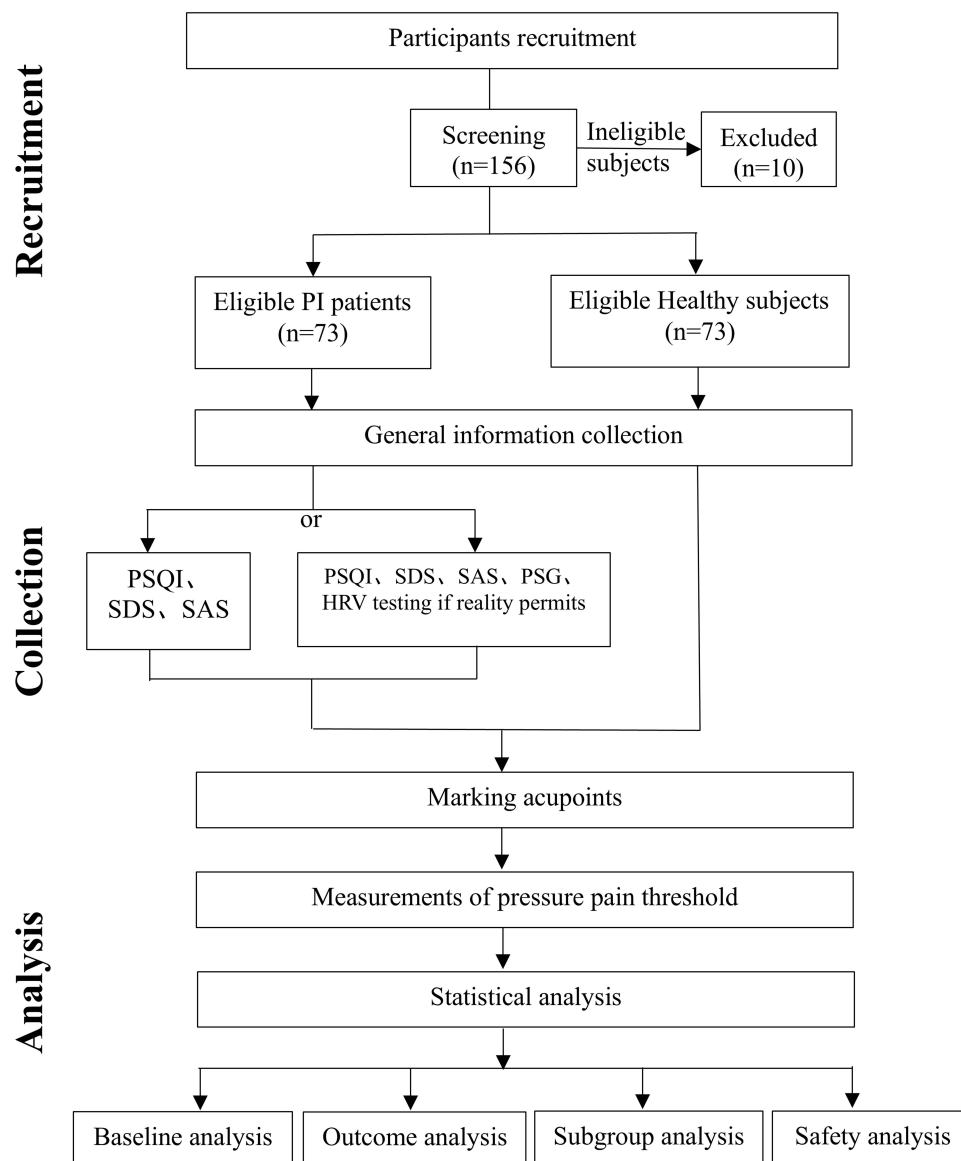 Recruitment
Participants recruitment
Screening
(n=156)
Ineligible
subjects
Excluded
(n=10)
Eligible PI patients
(n=73)
Eligible Healthy subjects
(n=73)
General information collection
Collection
or
PSQI、
SDS、SAS
PSQI、SDS、SAS、PSG、
HRV testing if reality permits
Marking acupoints
Analysis
Measurements of pressure pain threshold
Statistical analysis
Baseline analysis
Outcome analysis
Subgroup analysis
Safety analysis